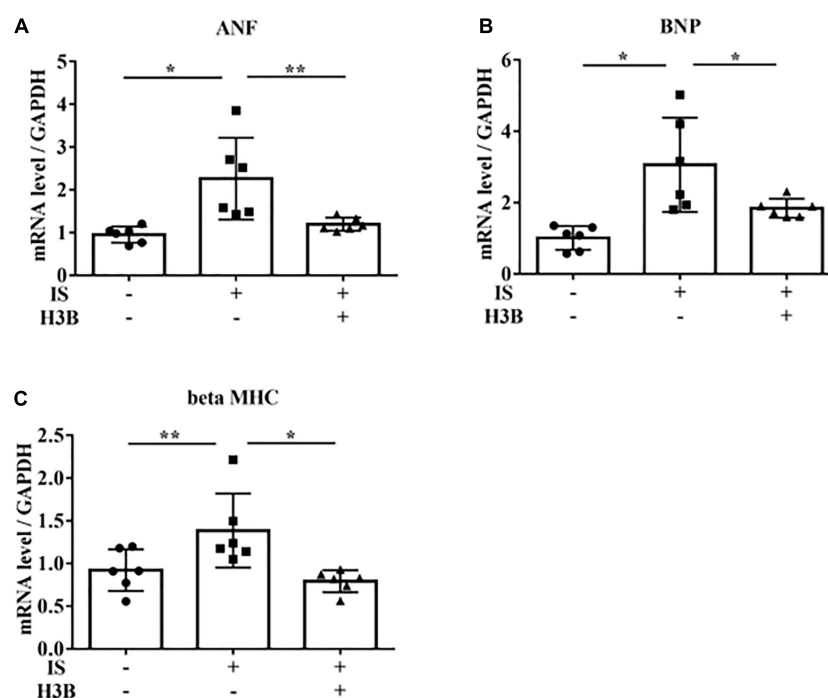 A
ANF
mRNA level / GAPDH
5
4
3
2
1
0
* **
IS - + +
H3B - - +
B
BNP
mRNA level / GAPDH
6
4
2
0
* *
IS - + +
H3B - - +
C
beta MHC
mRNA level / GAPDH
2.5
2.0
1.5
1.0
0.5
0.0
** *
IS - + +
H3B - - +